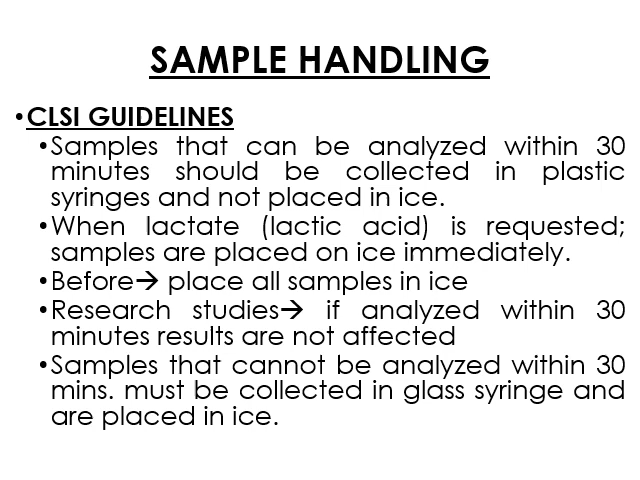 SAMPLE HANDLING
•CLSI GUIDELINES
•Samples that can be analyzed within 30
minutes should be collected in plastic
syringes and not placed in ice.
•When lactate (lactic acid) is requested;
samples are placed on ice immediately.
•Before→ place all samples in ice
•Research studies→ if analyzed within 30
minutes results are not affected
•Samples that cannot be analyzed within 30
mins. must be collected in glass syringe and
are placed in ice.